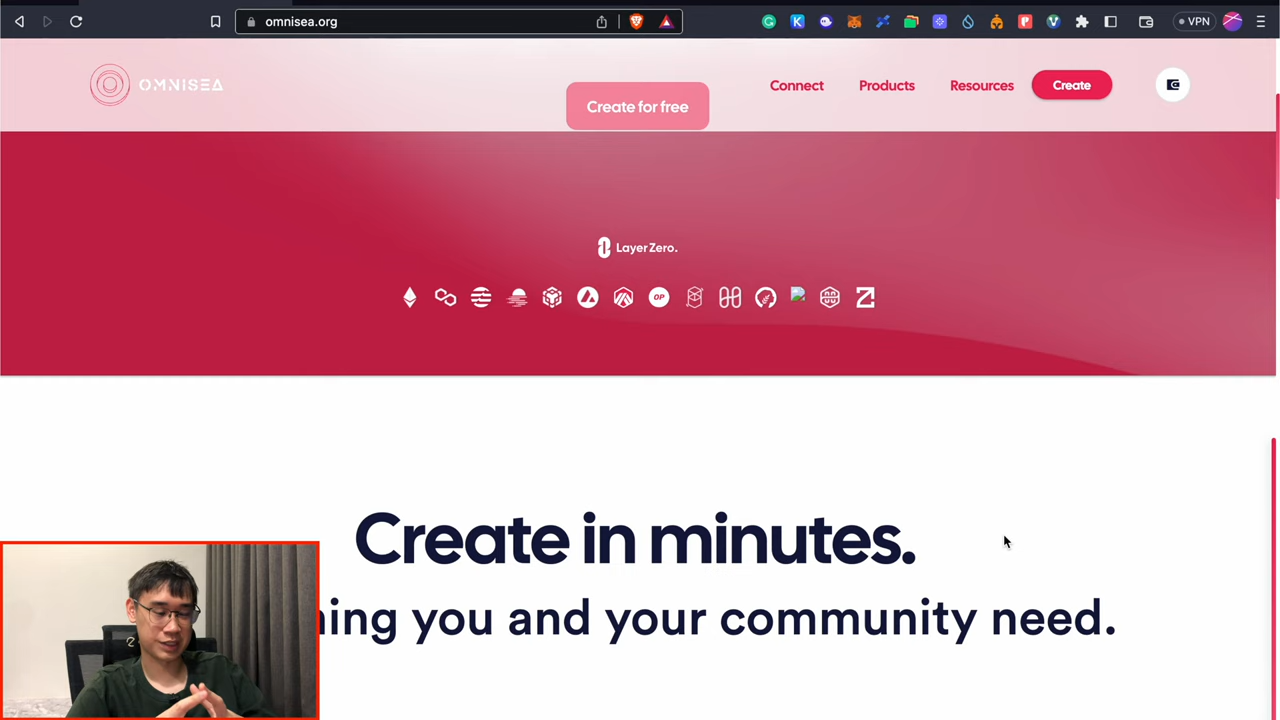 omnisea.org
VPN
OMNISEA
Create for free
Connect
Products
Resources
Create
LayerZero.
OP
Create in minutes.
you and your community need.